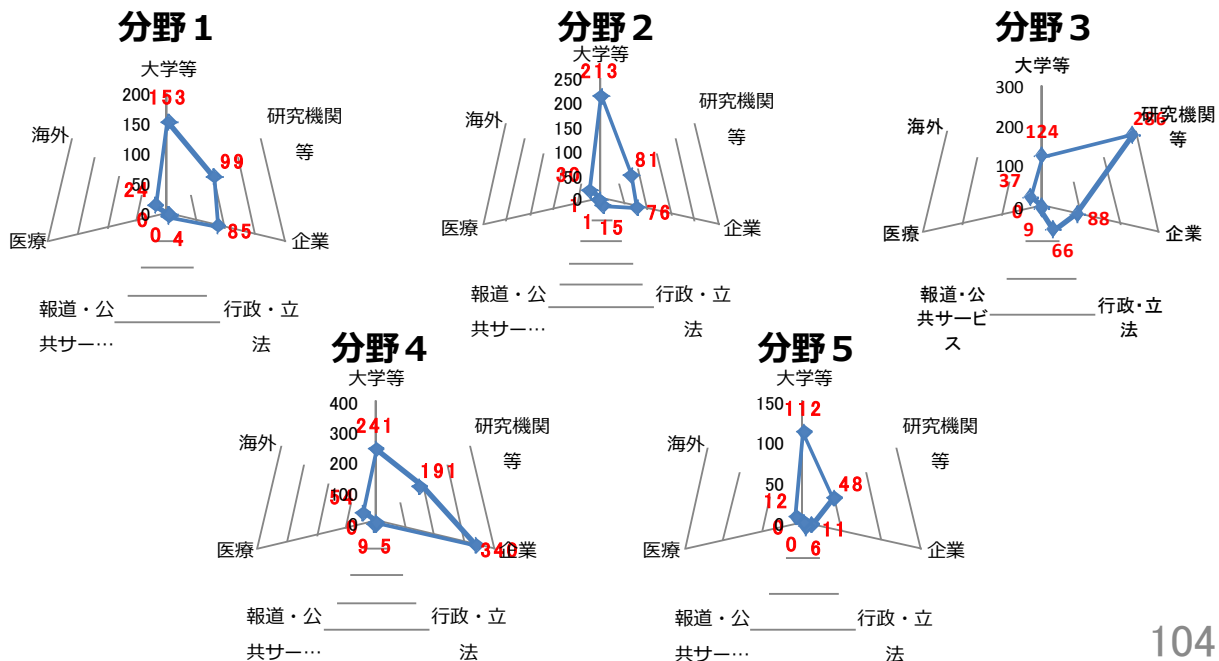 分野１
大学等
200
153
150
100
50
0
研究機関
等
99
企業
85
行政・立
法
4
報道・公
共サー…
0
医療
0
海外
24
分野２
大学等
250
213
200
150
100
50
0
研究機関
等
81
企業
76
行政・立
法
15
報道・公
共サー…
1
医療
1
海外
30
分野３
大学等
300
200
124
100
0
研究機関
等
企業
88
行政・立
法
66
報道・公
共サービ
ス
9
医療
0
海外
37
分野４
大学等
400
300
241
200
100
0
研究機関
等
191
企業
340
行政・立
法
5
報道・公
共サー…
9
医療
0
海外
54
分野５
大学等
150
112
100
50
0
研究機関
等
48
企業
11
行政・立
法
6
報道・公
共サー…
0
医療
0
海外
12
104